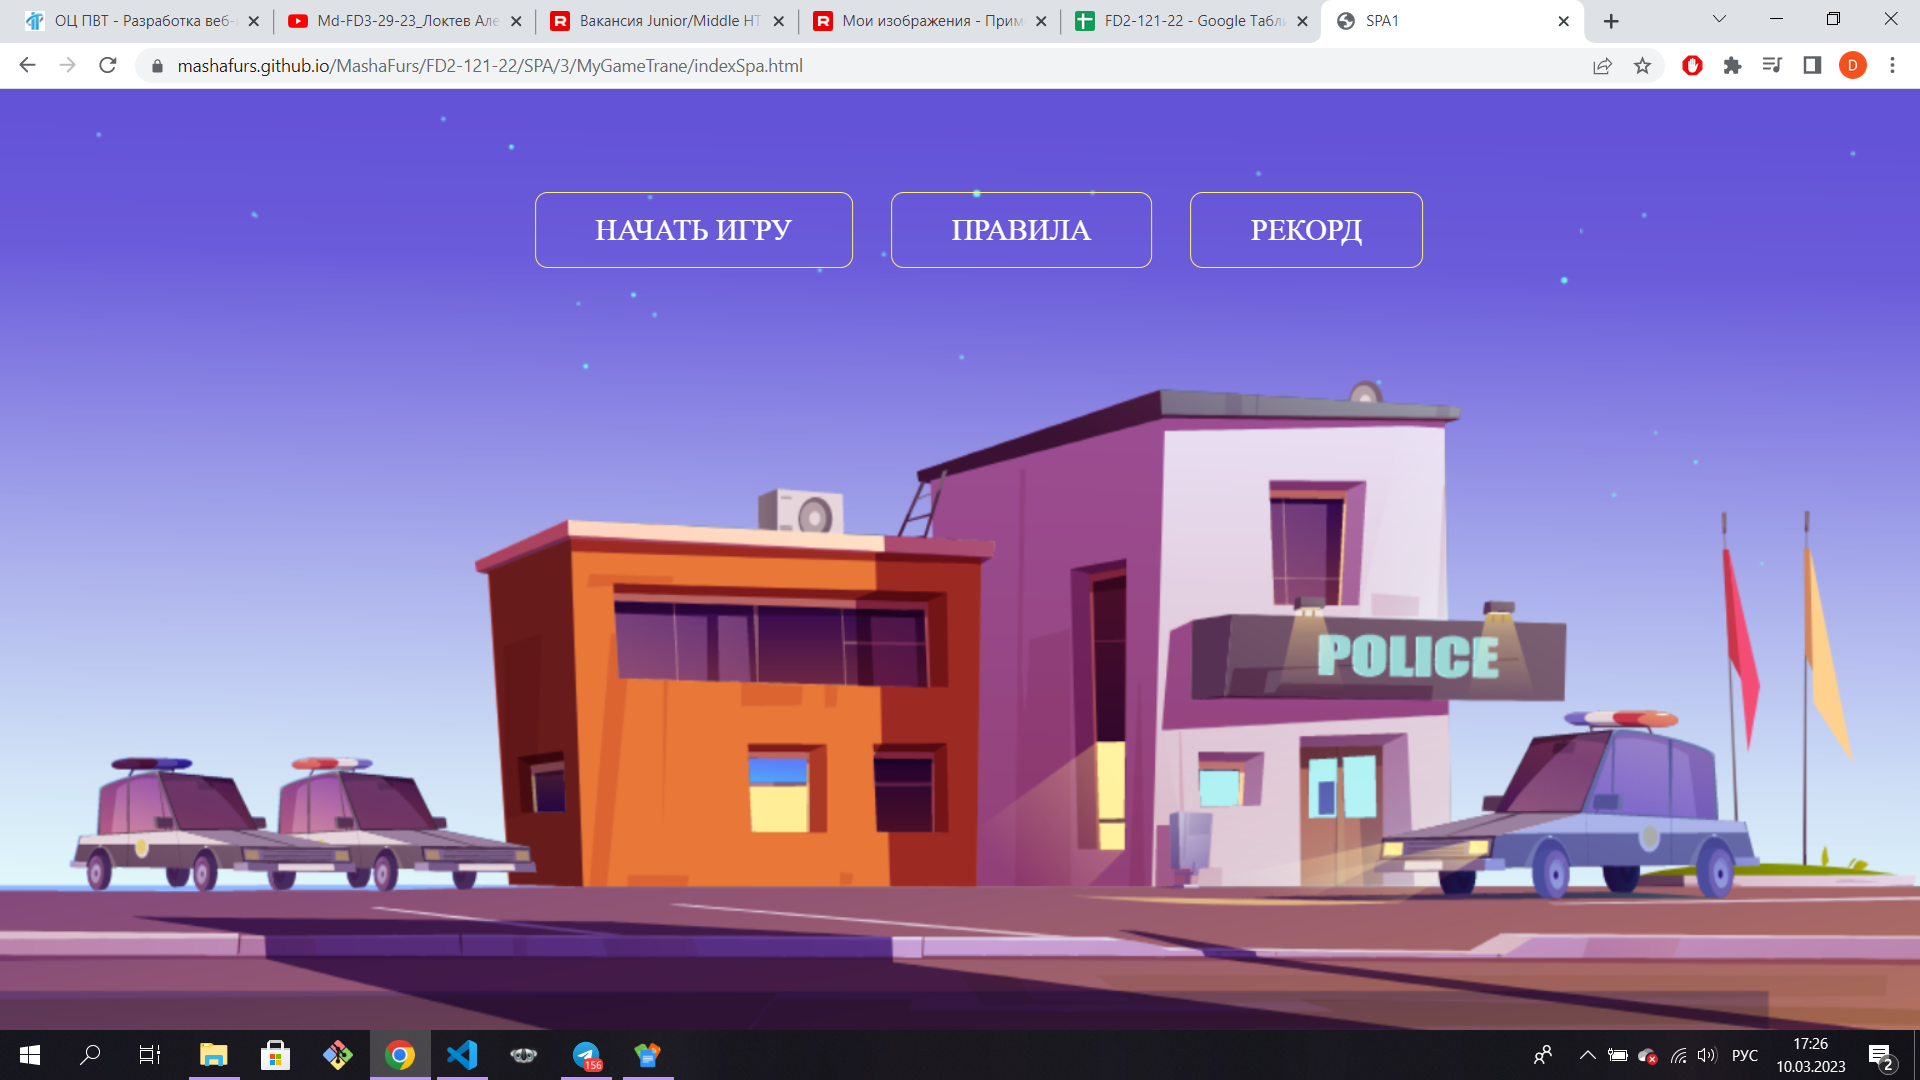 ОЦ ПВТ - Разработка веб-
Md-FD3-29-23_Локтев Але
Вакансия Junior/Middle HT
Мои изображения - Прим
FD2-121-22 - Google Табли
SPA1
mashafurs.github.io/MashaFurs/FD2-121-22/SPA/3/MyGameTrane/indexSpa.html
D
НАЧАТЬ ИГРУ
ПРАВИЛА
РЕКОРД
POLICE
156
РУС
17:26
10.03.2023
2